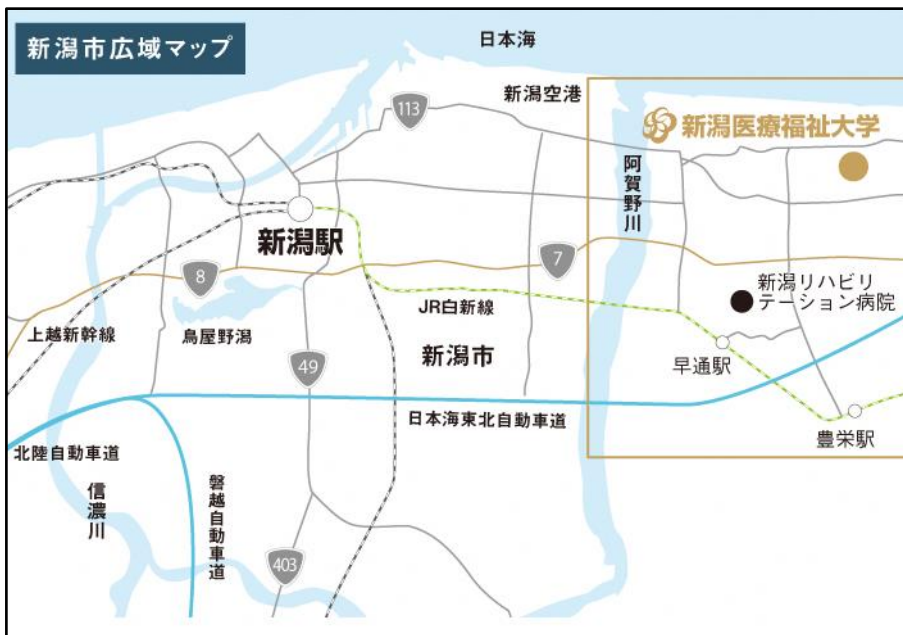 新潟市広域マップ
日本海
新潟空港
113
新潟医療福祉大学
阿賀野川
新潟駅
7
8
新潟リハビリ
テーション病院
JR白新線
上越新幹線
鳥屋野潟
新潟市
49
早通駅
日本海東北自動車道
豊栄駅
北陸自動車道
信濃川
磐越自動車道
403